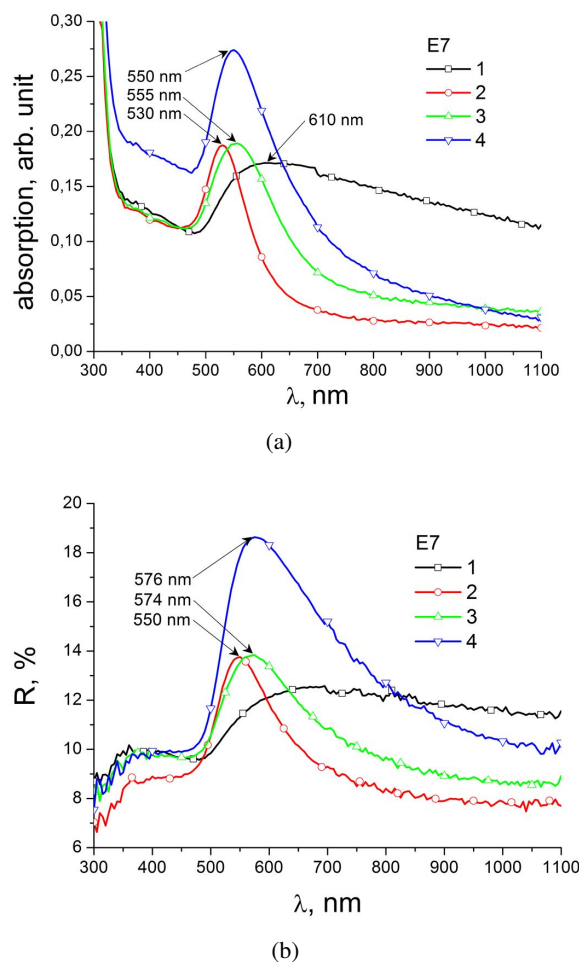 0,35
0,30
0,25
0,20
0,15
0,10
0,05
0,00
absorption, arb. unit
550 nm
555 nm
530 nm
610 nm
E7
1
2
3
4
300 400 500 600 700 800 900 1000 1100
λ, nm
(a)
20
18
16
14
12
10
8
6
R, %
576 nm
574 nm
550 nm
E7
1
2
3
4
300 400 500 600 700 800 900 1000 1100
λ, nm
(b)